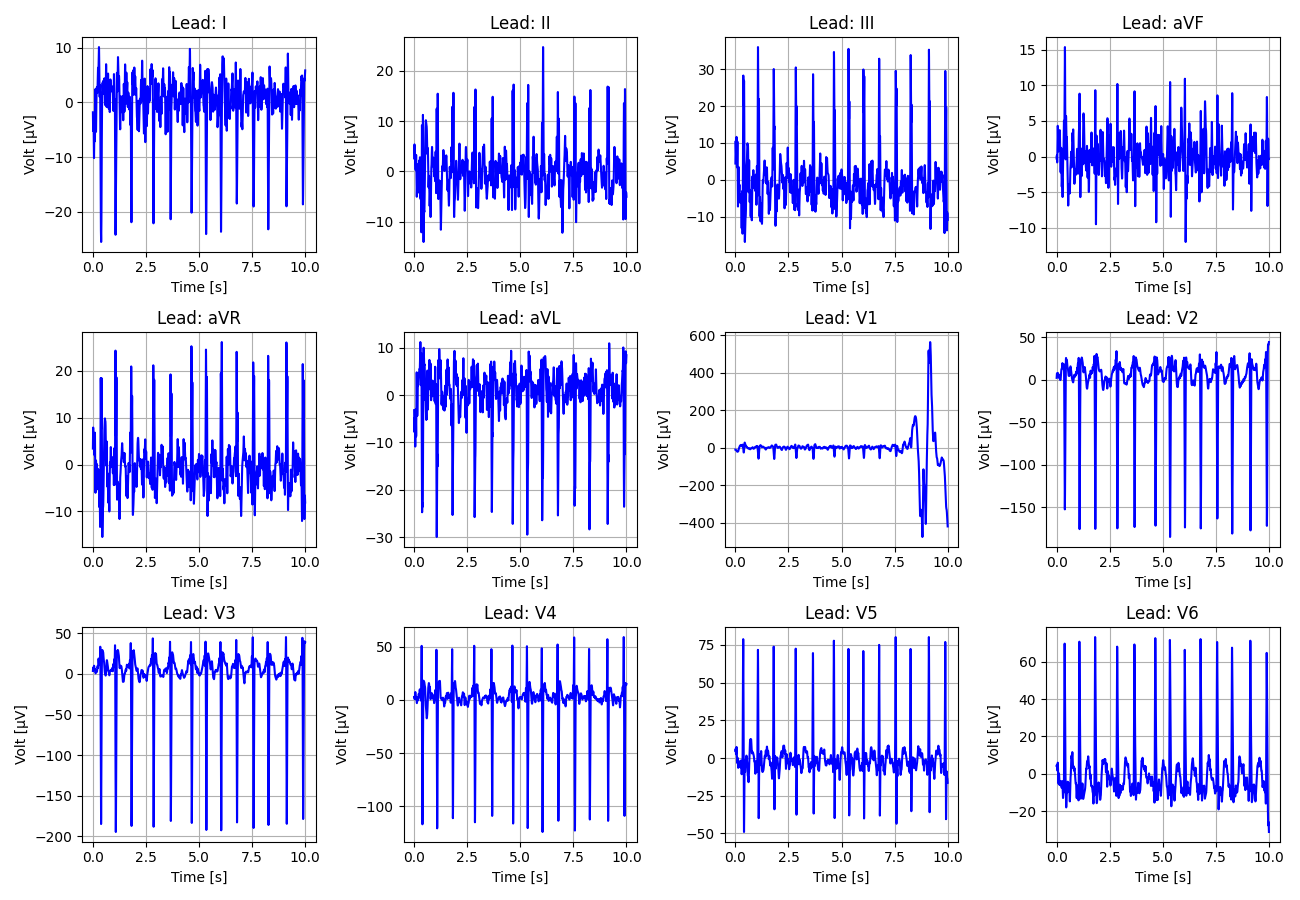 Lead: I
Lead: II
Lead: III
Lead: aVF
10
0
−10
−20
Volt [µV]
0.0 2.5 5.0 7.5 10.0
Time [s]
20
10
0
−10
Volt [µV]
0.0 2.5 5.0 7.5 10.0
Time [s]
30
20
10
0
−10
Volt [µV]
0.0 2.5 5.0 7.5 10.0
Time [s]
15
10
5
0
−5
−10
Volt [µV]
0.0 2.5 5.0 7.5 10.0
Time [s]
Lead: aVR
Lead: aVL
Lead: V1
Lead: V2
20
10
0
−10
Volt [µV]
0.0 2.5 5.0 7.5 10.0
Time [s]
10
0
−10
−20
−30
Volt [µV]
0.0 2.5 5.0 7.5 10.0
Time [s]
600
400
200
0
−200
−400
Volt [µV]
0.0 2.5 5.0 7.5 10.0
Time [s]
50
0
−50
−100
−150
Volt [µV]
0.0 2.5 5.0 7.5 10.0
Time [s]
Lead: V3
Lead: V4
Lead: V5
Lead: V6
50
0
−50
−100
−150
−200
Volt [µV]
0.0 2.5 5.0 7.5 10.0
Time [s]
50
0
−50
−100
Volt [µV]
0.0 2.5 5.0 7.5 10.0
Time [s]
75
50
25
0
−25
−50
Volt [µV]
0.0 2.5 5.0 7.5 10.0
Time [s]
60
40
20
0
−20
Volt [µV]
0.0 2.5 5.0 7.5 10.0
Time [s]